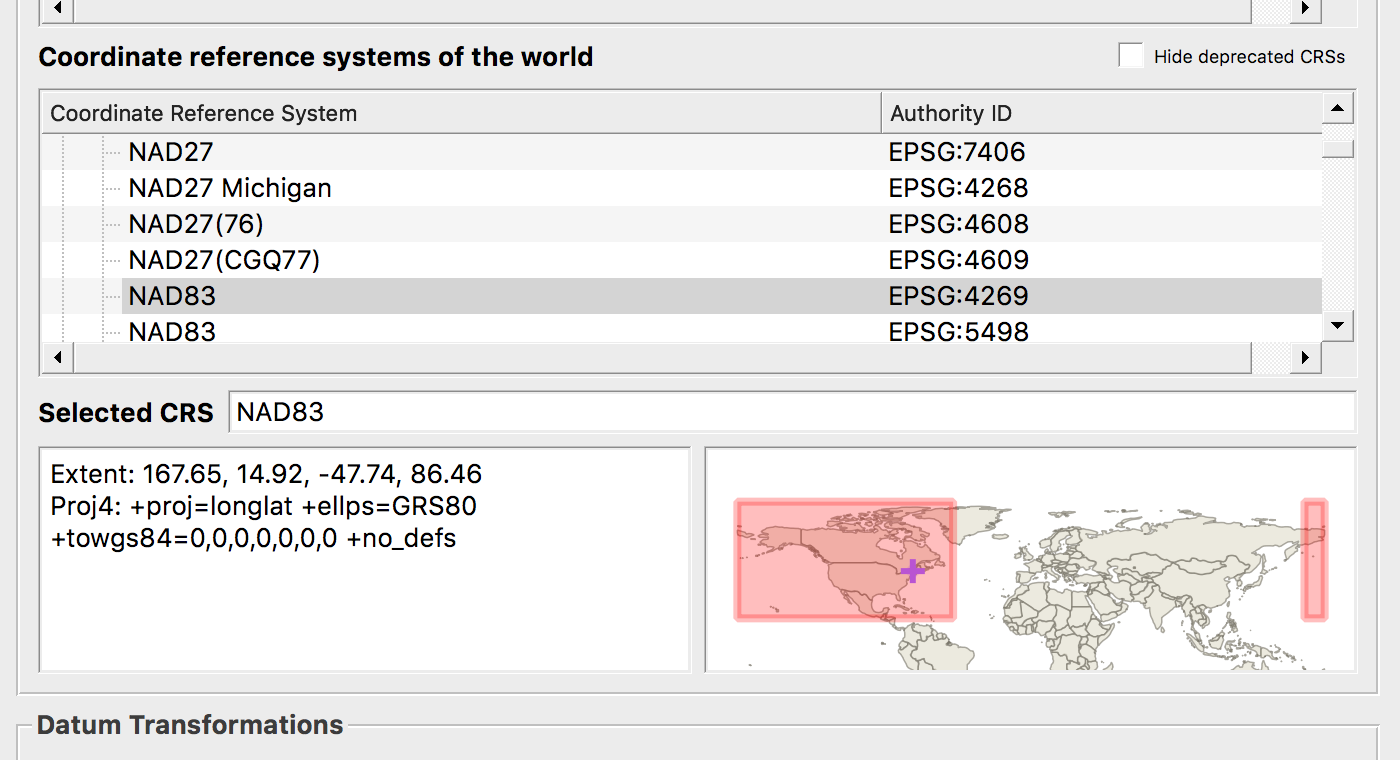 Coordinate reference systems of the world
Hide deprecated CRSs
Coordinate Reference System Authority ID
NAD27 EPSG:7406
NAD27 Michigan EPSG:4268
NAD27(76) EPSG:4608
NAD27(CGQ77) EPSG:4609
NAD83 EPSG:4269
NAD83 EPSG:5498
Selected CRS NAD83
Extent: 167.65, 14.92, -47.74, 86.46
Proj4: +proj=longlat +ellps=GRS80
+towgs84=0,0,0,0,0,0,0 +no_defs
Datum Transformations